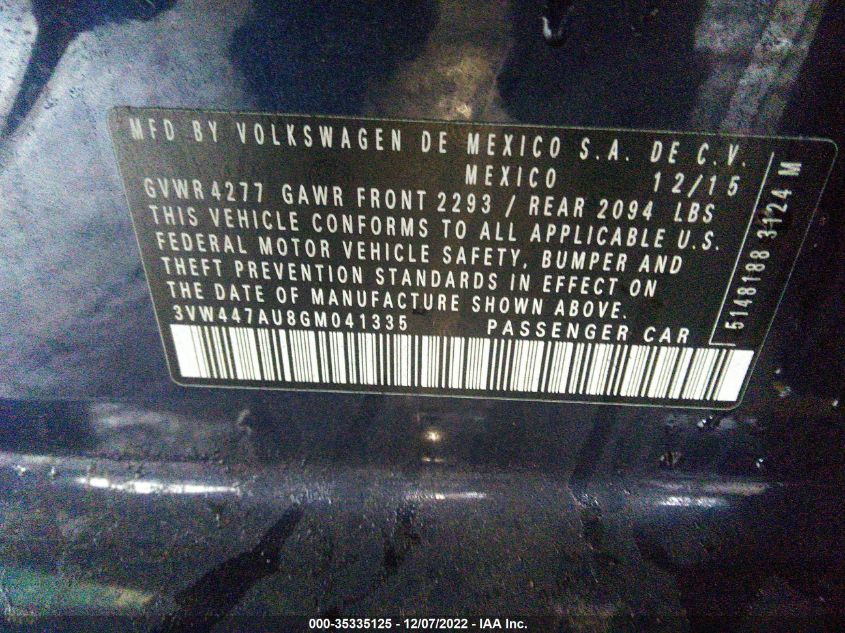 MFD BY VOLKSWAGEN DE MEXICO S.A. DE C.V.
MEXICO 12/15
GVWR 4277 GAWR FRONT 2293 / REAR 2094 LBS
THIS VEHICLE CONFORMS TO ALL APPLICABLE U.S.
FEDERAL MOTOR VEHICLE SAFETY, BUMPER AND
THEFT PREVENTION STANDARDS IN EFFECT ON
THE DATE OF MANUFACTURE SHOWN ABOVE.
3VW447AU8GM041335 PASSENGER CAR
5148188 3124 M
000-35335125 - 12/07/2022 - IAA Inc.